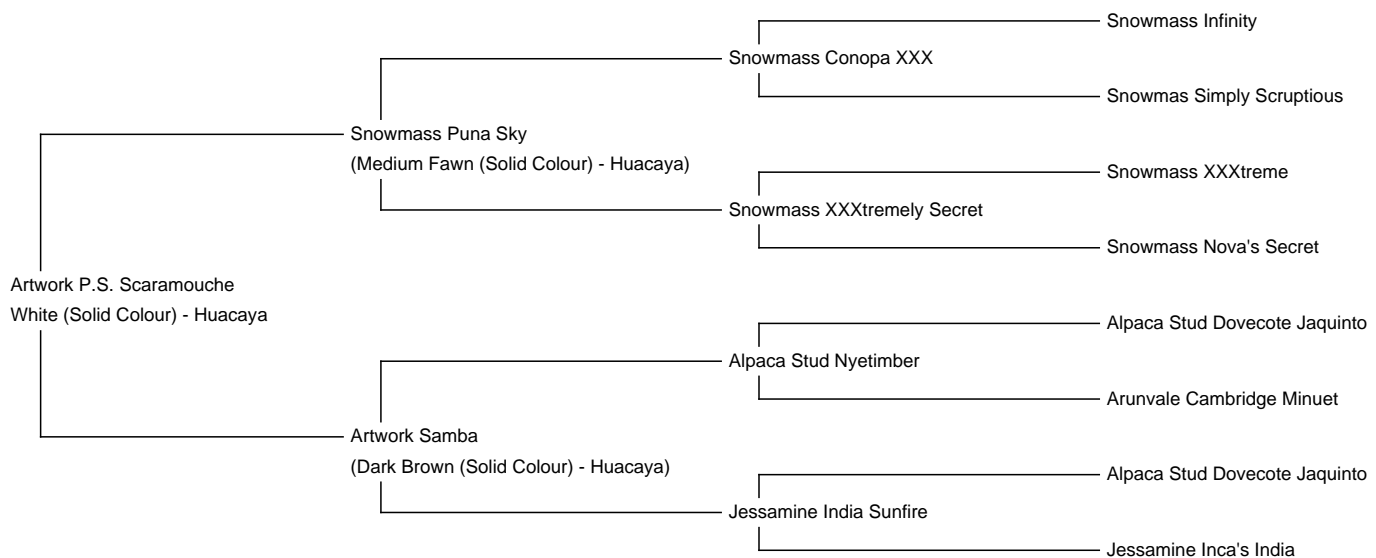 Snowmass Infinity
Snowmass Conopa XXX
Snowmas Simply Scruptious
Snowmass Puna Sky
(Medium Fawn (Solid Colour) - Huacaya)
Snowmass XXXtreme
Snowmass XXXtremely Secret
Snowmass Nova's Secret
Artwork P.S. Scaramouche
White (Solid Colour) - Huacaya
Alpaca Stud Dovecote Jaquinto
Alpaca Stud Nyetimber
Arunvale Cambridge Minuet
Artwork Samba
(Dark Brown (Solid Colour) - Huacaya)
Alpaca Stud Dovecote Jaquinto
Jessamine India Sunfire
Jessamine Inca's India